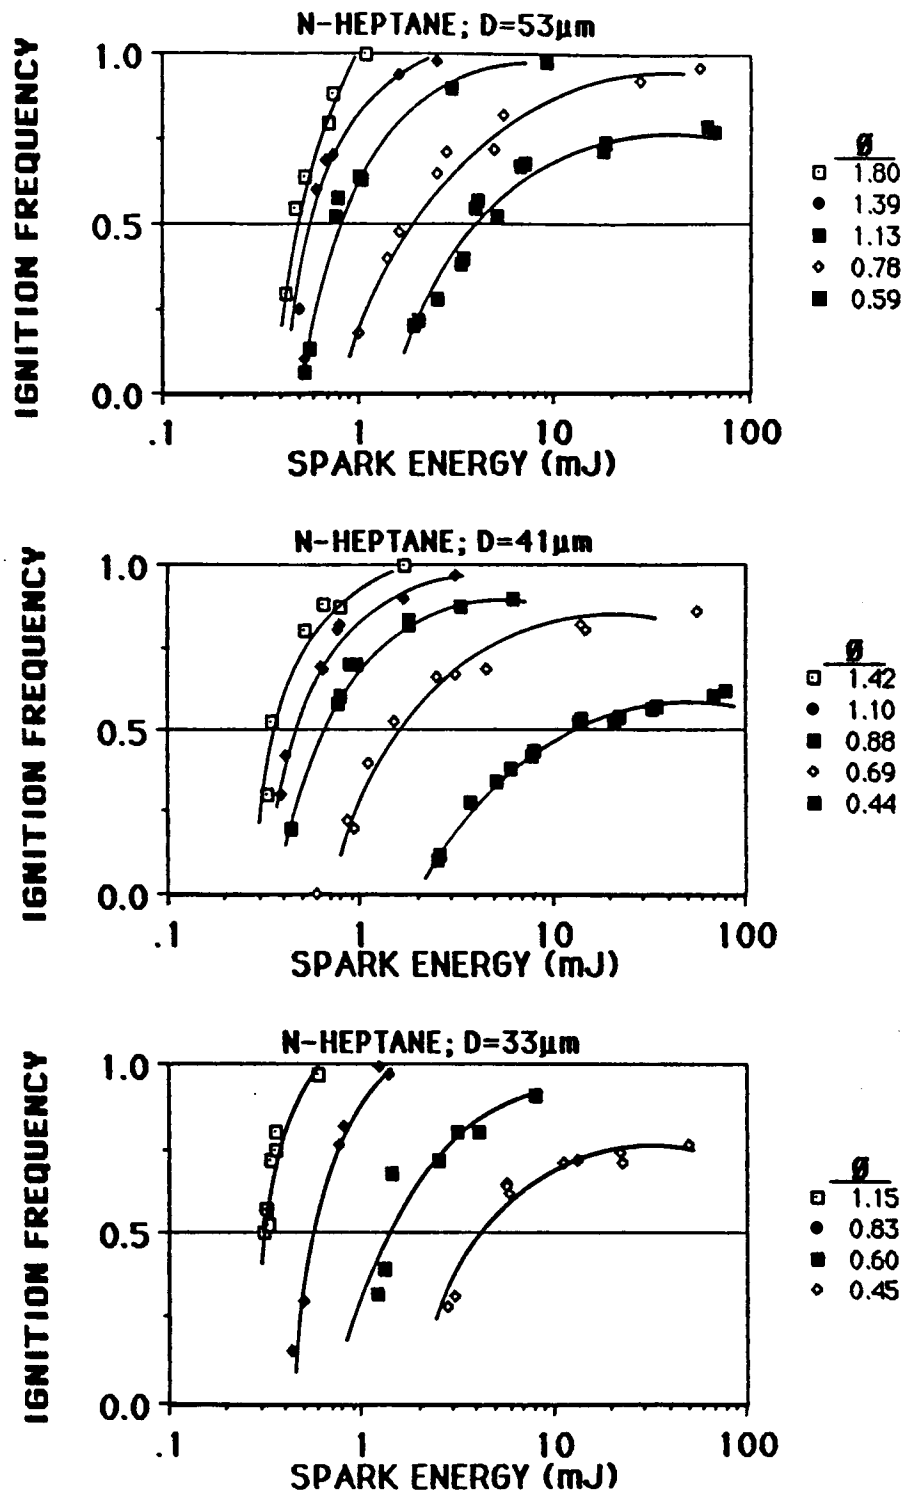 N-HEPTANE; D=53µm
IGNITION FREQUENCY
1.0
0.5
0.0
.1 1 10 100
SPARK ENERGY (mJ)
Ø
1.80
1.39
1.13
0.78
0.59
N-HEPTANE; D=41µm
IGNITION FREQUENCY
1.0
0.5
0.0
.1 1 10 100
SPARK ENERGY (mJ)
Ø
1.42
1.10
0.88
0.69
0.44
N-HEPTANE; D=33µm
IGNITION FREQUENCY
1.0
0.5
0.0
.1 1 10 100
SPARK ENERGY (mJ)
Ø
1.15
0.83
0.60
0.45